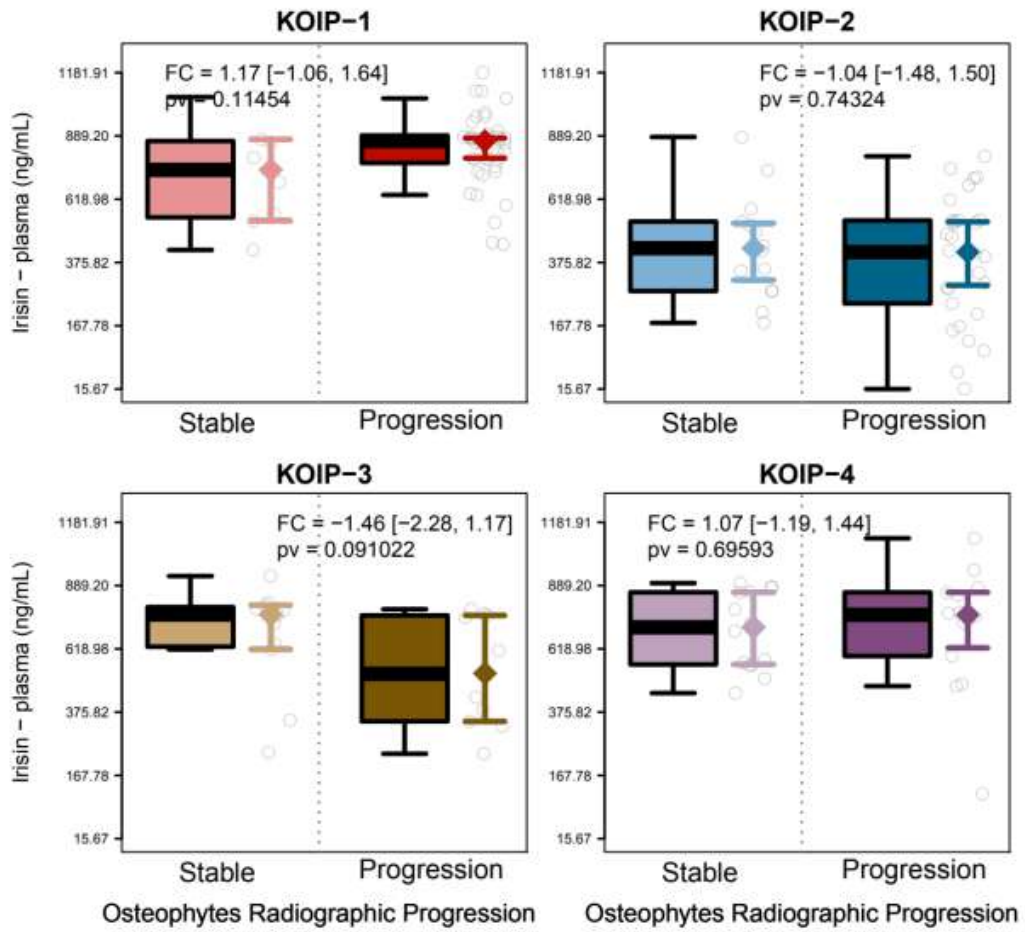 KOIP−1
Irisin − plasma (ng/mL)
1181.91
889.20
618.98
375.82
167.78
15.67
FC = 1.17 [−1.06, 1.64]
pv = 0.11454
Stable
Progression
KOIP−2
1181.91
889.20
618.98
375.82
167.78
15.67
FC = −1.04 [−1.48, 1.50]
pv = 0.74324
Stable
Progression
KOIP−3
Irisin − plasma (ng/mL)
1181.91
889.20
618.98
375.82
167.78
15.67
FC = −1.46 [−2.28, 1.17]
pv = 0.091022
Stable
Progression
Osteophytes Radiographic Progression
KOIP−4
1181.91
889.20
618.98
375.82
167.78
15.67
FC = 1.07 [−1.19, 1.44]
pv = 0.69593
Stable
Progression
Osteophytes Radiographic Progression